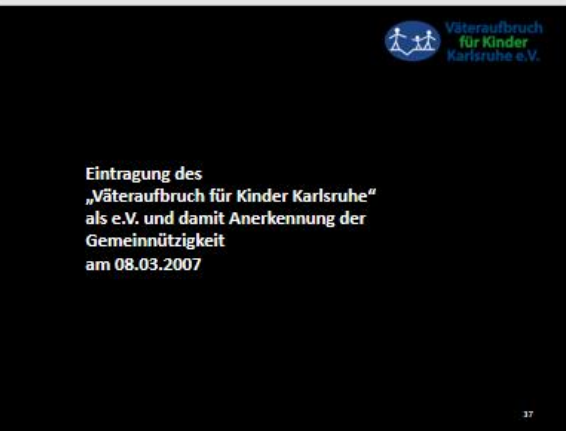 Väteraufbruch
für Kinder
Karlsruhe e.V.
Eintragung des
„Väteraufbruch für Kinder Karlsruhe“
als e.V. und damit Anerkennung der
Gemeinnützigkeit
am 08.03.2007
37